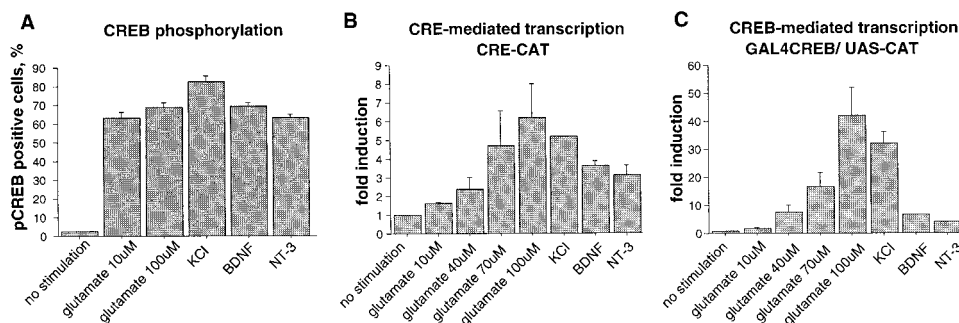 A
CREB phosphorylation
pCREB positive cells, %
90
80
70
60
50
40
30
20
10
0
no stimulation
glutamate 10uM
glutamate 100uM
KCl
BDNF
NT-3
B
CRE-mediated transcription
CRE-CAT
fold induction
9
8
7
6
5
4
3
2
1
0
no stimulation
glutamate 10uM
glutamate 40uM
glutamate 70uM
glutamate 100uM
KCl
BDNF
NT-3
C
CREB-mediated transcription
GAL4CREB/ UAS-CAT
fold induction
60
50
40
30
20
10
0
no stimulation
glutamate 10uM
glutamate 40uM
glutamate 70uM
glutamate 100uM
KCl
BDNF
NT-3